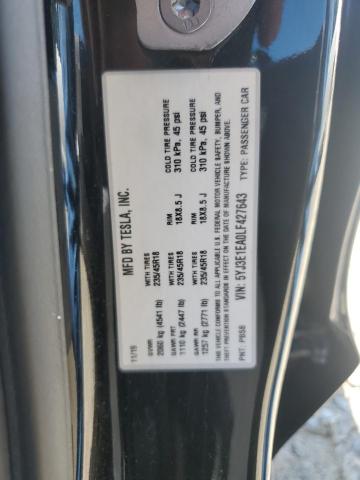 MFD BY TESLA, INC.
11/19
GVWR
2060 kg (4541 lb)
WITH TIRES
235/45R18
RIM
18X8.5 J
COLD TIRE PRESSURE
310 kPa, 45 psi
GAWR FRT
1110 kg (2447 lb)
WITH TIRES
235/45R18
RIM
18X8.5 J
COLD TIRE PRESSURE
310 kPa, 45 psi
GAWR RR
1257 kg (2771 lb)
THIS VEHICLE CONFORMS TO ALL APPLICABLE U.S. FEDERAL MOTOR VEHICLE SAFETY, BUMPER, AND
THEFT PREVENTION STANDARDS IN EFFECT ON THE DATE OF MANUFACTURE SHOWN ABOVE.
PNT: PBSB
VIN: 5YJ3E1EA0LF427643
TYPE: PASSENGER CAR